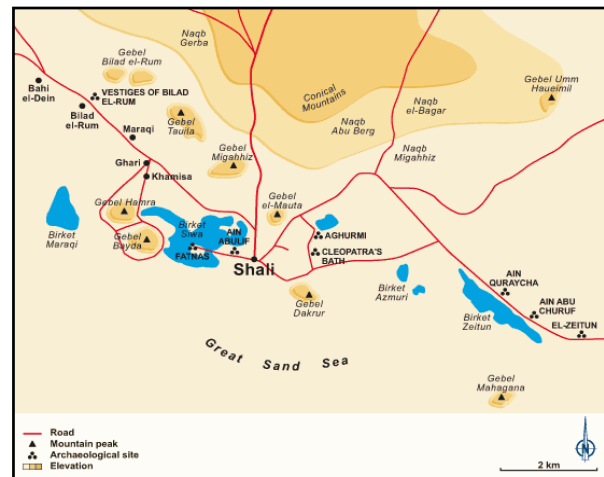 Naqb
Gerba
Gebel
Bilad el-Rum
Gebel Umm
Haueimil
Bahi
el-Dein
VESTIGES OF BILAD
EL-RUM
Bilad
el-Rum
Conical
Mountains
Naqb
el-Bagar
Gebel
Tauila
Maraqi
Naqb
Abu Berg
Gebel
Migahhiz
Naqb
Migahhiz
Ghari
Khamisa
Gebel Hamra
Gebel
el-Mauta
Birket
Maraqi
Birket
Siwa
Gebel
Bayda
AIN
ABULIF
FATNAS
AGHURMI
CLEOPATRA'S
BATH
Shali
Birket
Azmuri
AIN
QURAYCHA
Gebel
Dakrur
Birket
Zeitun
AIN ABU
CHURUF
EL-ZEITUN
Great Sand Sea
Gebel
Mahagana
Road
Mountain peak
Archaeological site
Elevation
N
2 km